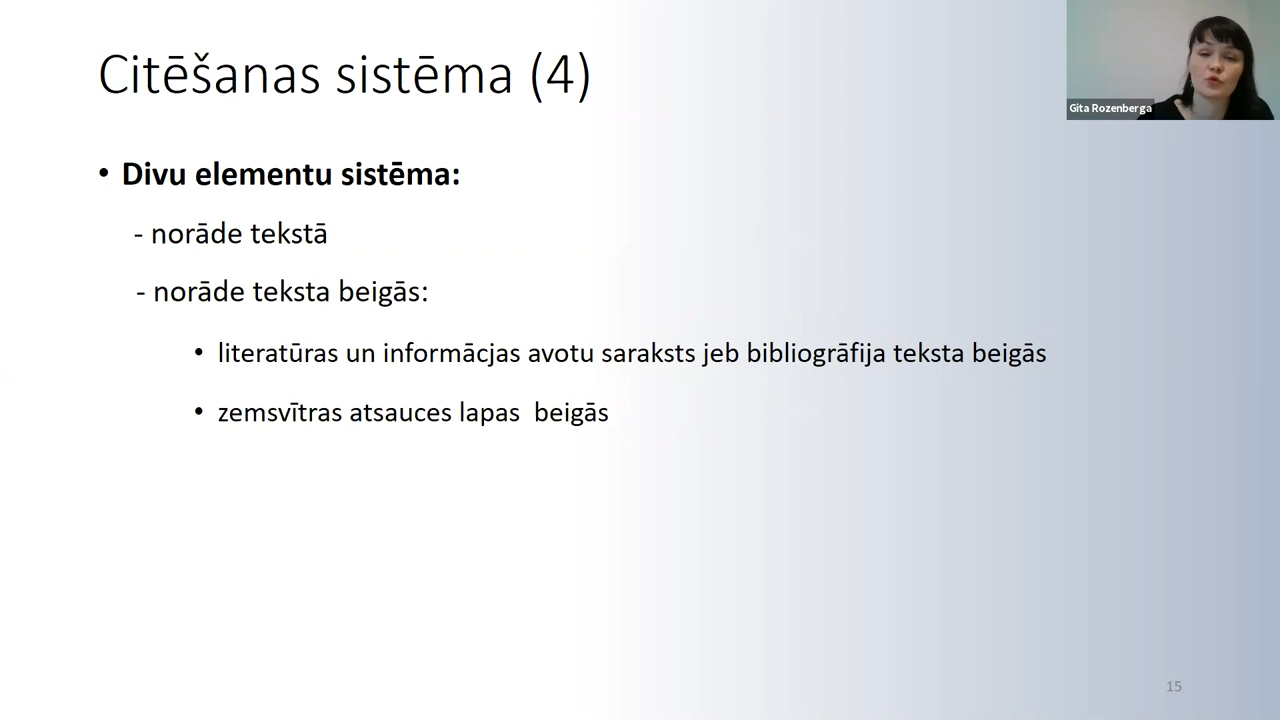 Citēšanas sistēma (4)
Gita Rozenberga
• Divu elementu sistēma:
- norāde tekstā
- norāde teksta beigās:
• literatūras un informācjas avotu saraksts jeb bibliogrāfija teksta beigās
• zemsvītras atsauces lapas  beigās
15